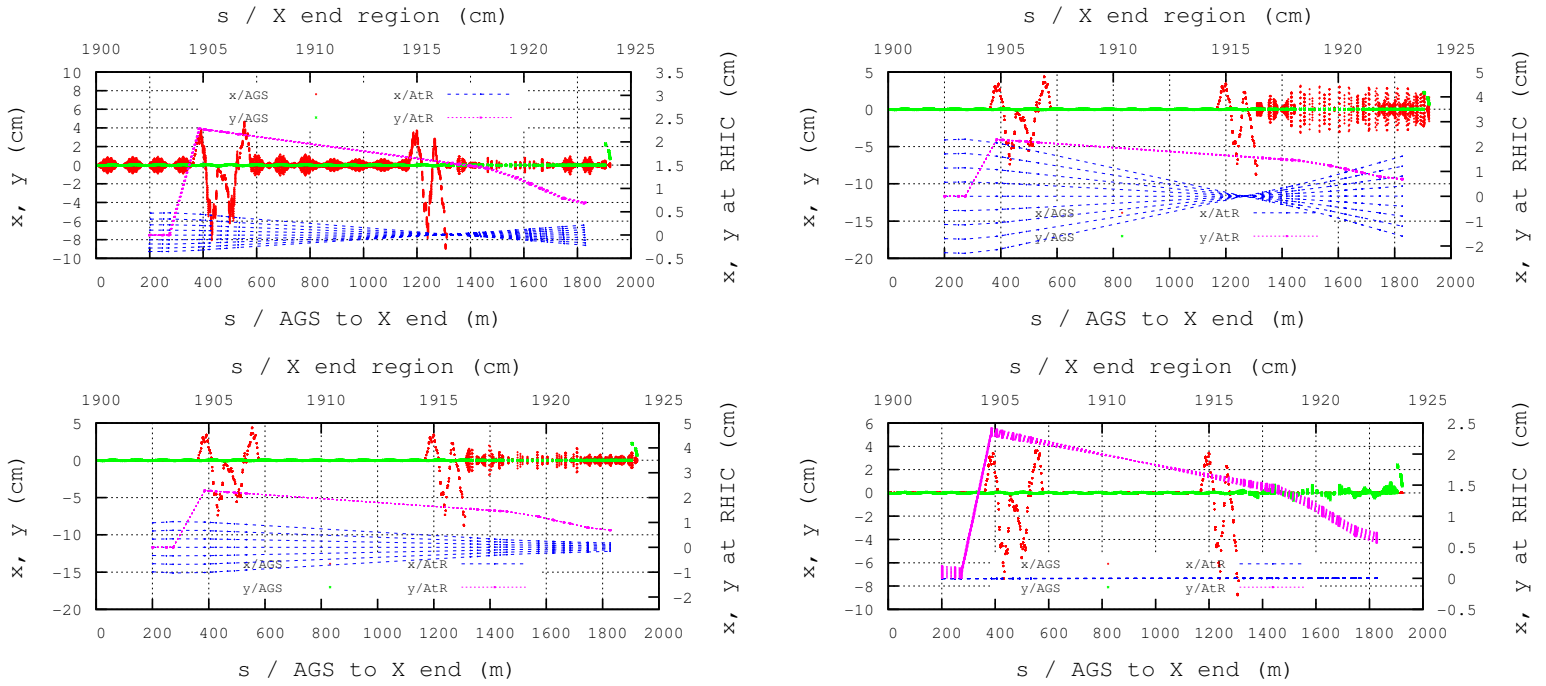 s / X end region (cm)
1900 1905 1910 1915 1920 1925
10 8 6 4 2 0 −2 −4 −6 −8 −10
x, y (cm)
x/AGS x/AtR
y/AGS y/AtR
3.5 3 2.5 2 1.5 1 0.5 0 −0.5
x, y at RHIC (cm)
0 200 400 600 800 1000 1200 1400 1600 1800 2000
s / AGS to X end (m)
s / X end region (cm)
1900 1905 1910 1915 1920 1925
5 0 −5 −10 −15 −20
x, y (cm)
x/AGS x/AtR
y/AGS y/AtR
5 4 3 2 1 0 −1 −2
x, y at RHIC (cm)
0 200 400 600 800 1000 1200 1400 1600 1800 2000
s / AGS to X end (m)
s / X end region (cm)
1900 1905 1910 1915 1920 1925
5 0 −5 −10 −15 −20
x, y (cm)
x/AGS x/AtR
y/AGS y/AtR
5 4 3 2 1 0 −1 −2
x, y at RHIC (cm)
0 200 400 600 800 1000 1200 1400 1600 1800 2000
s / AGS to X end (m)
s / X end region (cm)
1900 1905 1910 1915 1920 1925
6 4 2 0 −2 −4 −6 −8 −10
x, y (cm)
x/AGS x/AtR
y/AGS y/AtR
2.5 2 1.5 1 0.5 0 −0.5
x, y at RHIC (cm)
0 200 400 600 800 1000 1200 1400 1600 1800 2000
s / AGS to X end (m)